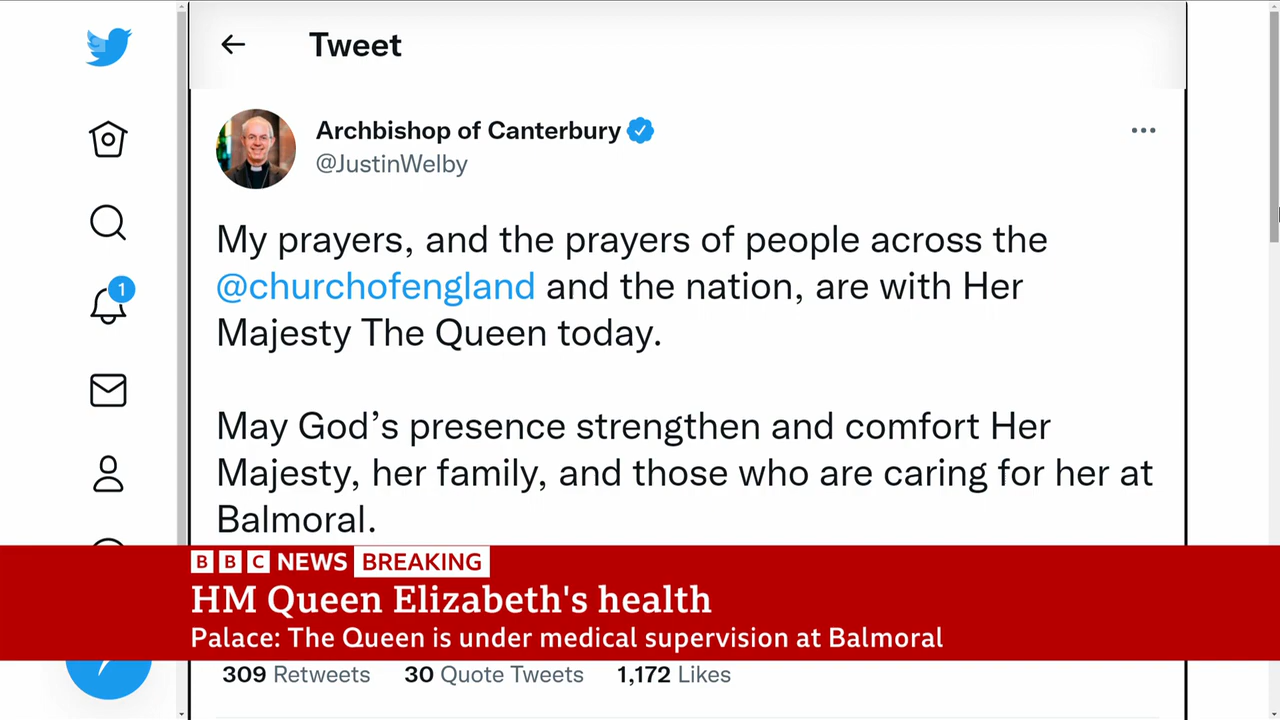 Tweet
Archbishop of Canterbury
@JustinWelby
My prayers, and the prayers of people across the
@churchofengland and the nation, are with Her
Majesty The Queen today.
May God’s presence strengthen and comfort Her
Majesty, her family, and those who are caring for her at
Balmoral.
1
BBC NEWS BREAKING
HM Queen Elizabeth's health
Palace: The Queen is under medical supervision at Balmoral
309 Retweets 30 Quote Tweets 1,172 Likes